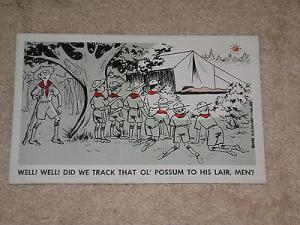 WELL! WELL! DID WE TRACK THAT OL' POSSUM TO HIS LAIR, MEN?